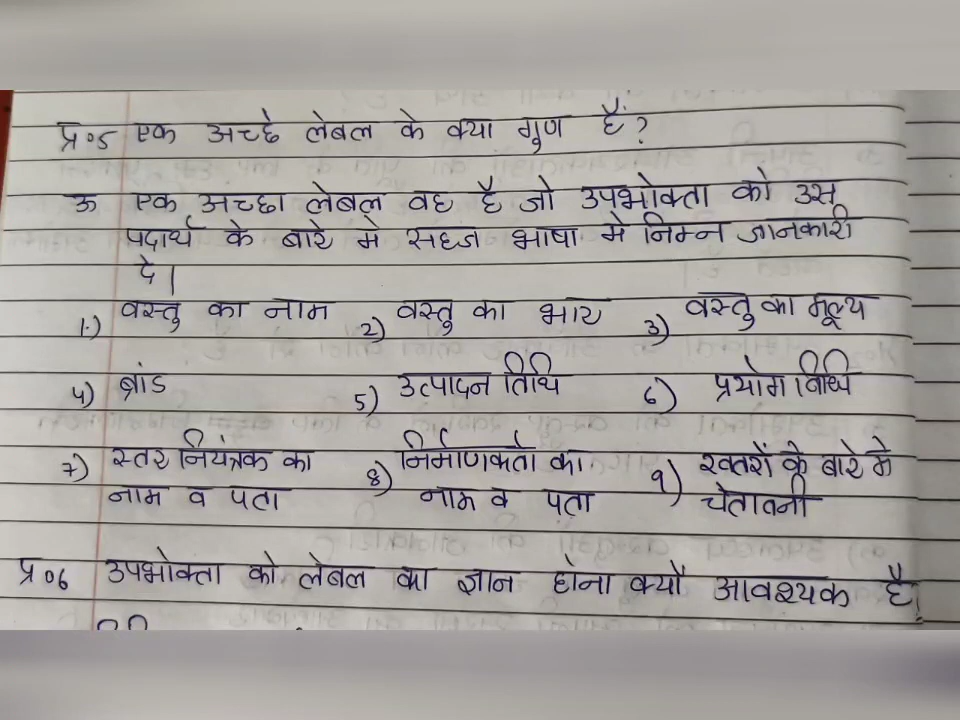 प्र०5 एक अच्छे लेबल के क्या गुण हैं?
ऊ एक अच्छा लेबल वह है जो उपभोक्ता को उस
पदार्थ के बारे मे सहज भाषा मे निम्न जानकारी
दे।
1.) वस्तु का नाम 2) वस्तु का भार 3) वस्तु का मूल्य
4) ब्रांड 5) उत्पादन तिथि 6) प्रयोग विधि
7) स्तर नियंत्रक का 8) निर्माणकर्ता का 9) खतरों के बारे मे
नाम व पता नाम व पता चेतावनी
प्र०6 उपभोक्ता को लेबल का ज्ञान होना क्यों आवश्यक है